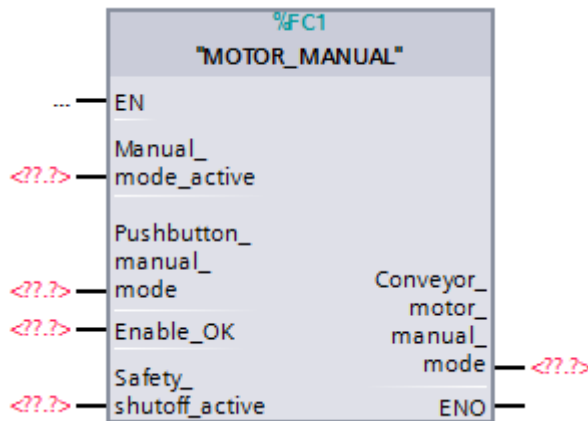 %FC1
"MOTOR_MANUAL"
--- EN
Manual_
<??.?> mode_active
Pushbutton_
manual_
<??.?> mode
Conveyor_
motor_
<??.?> Enable_OK
manual_
mode <??.?>
Safety_
<??.?> shutoff_active
ENO